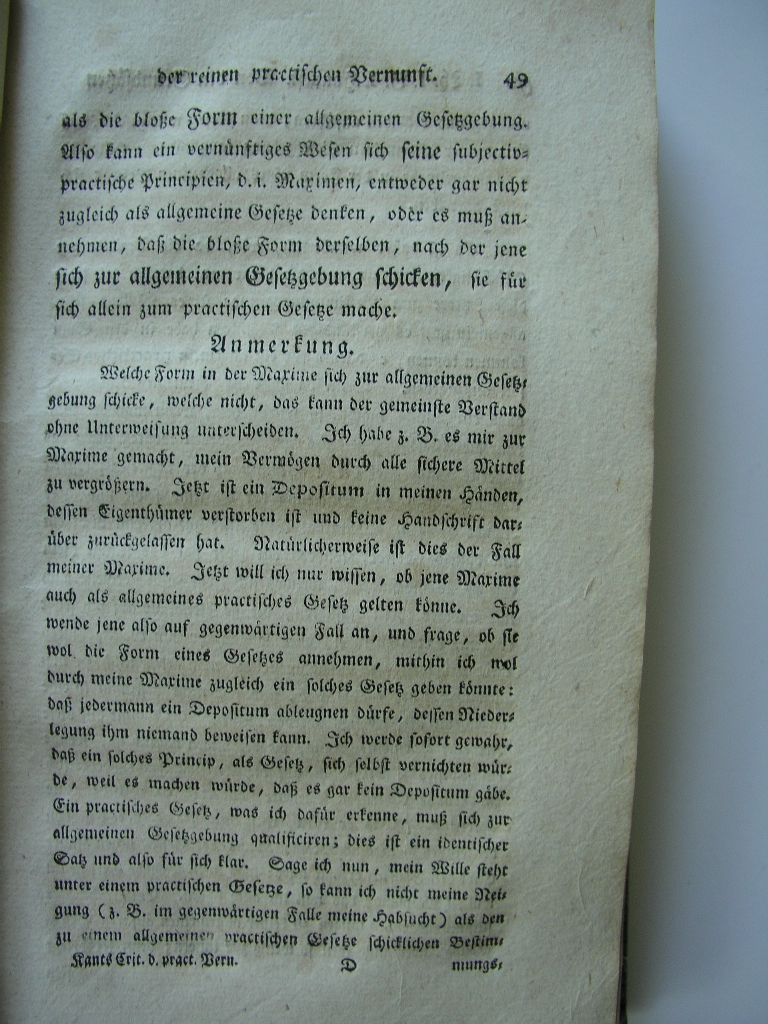 der reinen practischen Vernunft. 49
als die bloße Form einer allgemeinen Gesetzgebung.
Also kann ein vernünftiges Wesen sich seine subjectiv-
practische Principien, d. i. Maximen, entweder gar nicht
zugleich als allgemeine Gesetze denken, oder es muß an-
nehmen, daß die bloße Form derselben, nach der jene
sich zur allgemeinen Gesetzgebung schicken, sie für
sich allein zum practischen Gesetze mache.
Anmerkung.
Welche Form in der Maxime sich zur allgemeinen Gesetz-
gebung schicke, welche nicht, das kann der gemeinste Verstand
ohne Unterweisung unterscheiden. Ich habe z. B. es mir zur
Maxime gemacht, mein Vermögen durch alle sichere Mittel
zu vergrößern. Jetzt ist ein Depositum in meinen Händen,
dessen Eigenthümer verstorben ist und keine Handschrift dar-
über zurückgelassen hat. Natürlicherweise ist dies der Fall
meiner Maxime. Jetzt will ich nur wissen, ob jene Maxime
auch als allgemeines practisches Gesetz gelten könne. Ich
wende jene also auf gegenwärtigen Fall an, und frage, ob sie
wol die Form eines Gesetzes annehmen, mithin ich wol
durch meine Maxime zugleich ein solches Gesetz geben könnte:
daß jedermann ein Depositum ableugnen dürfe, dessen Nieder-
legung ihm niemand beweisen kann. Ich werde sofort gewahr,
daß ein solches Princip, als Gesetz, sich selbst vernichten wür-
de, weil es machen würde, daß es gar kein Depositum gäbe.
Ein practisches Gesetz, was ich dafür erkenne, muß sich zur
allgemeinen Gesetzgebung qualificiren; dies ist ein identischer
Satz und also für sich klar. Sage ich nun, mein Wille steht
unter einem practischen Gesetze, so kann ich nicht meine Nei-
gung (z. B. im gegenwärtigen Falle meine Habsucht) als den
zu einem allgemeinen practischen Gesetze schicklichen Bestim-
Kants Crit. d. pract. Vern. D mungs-